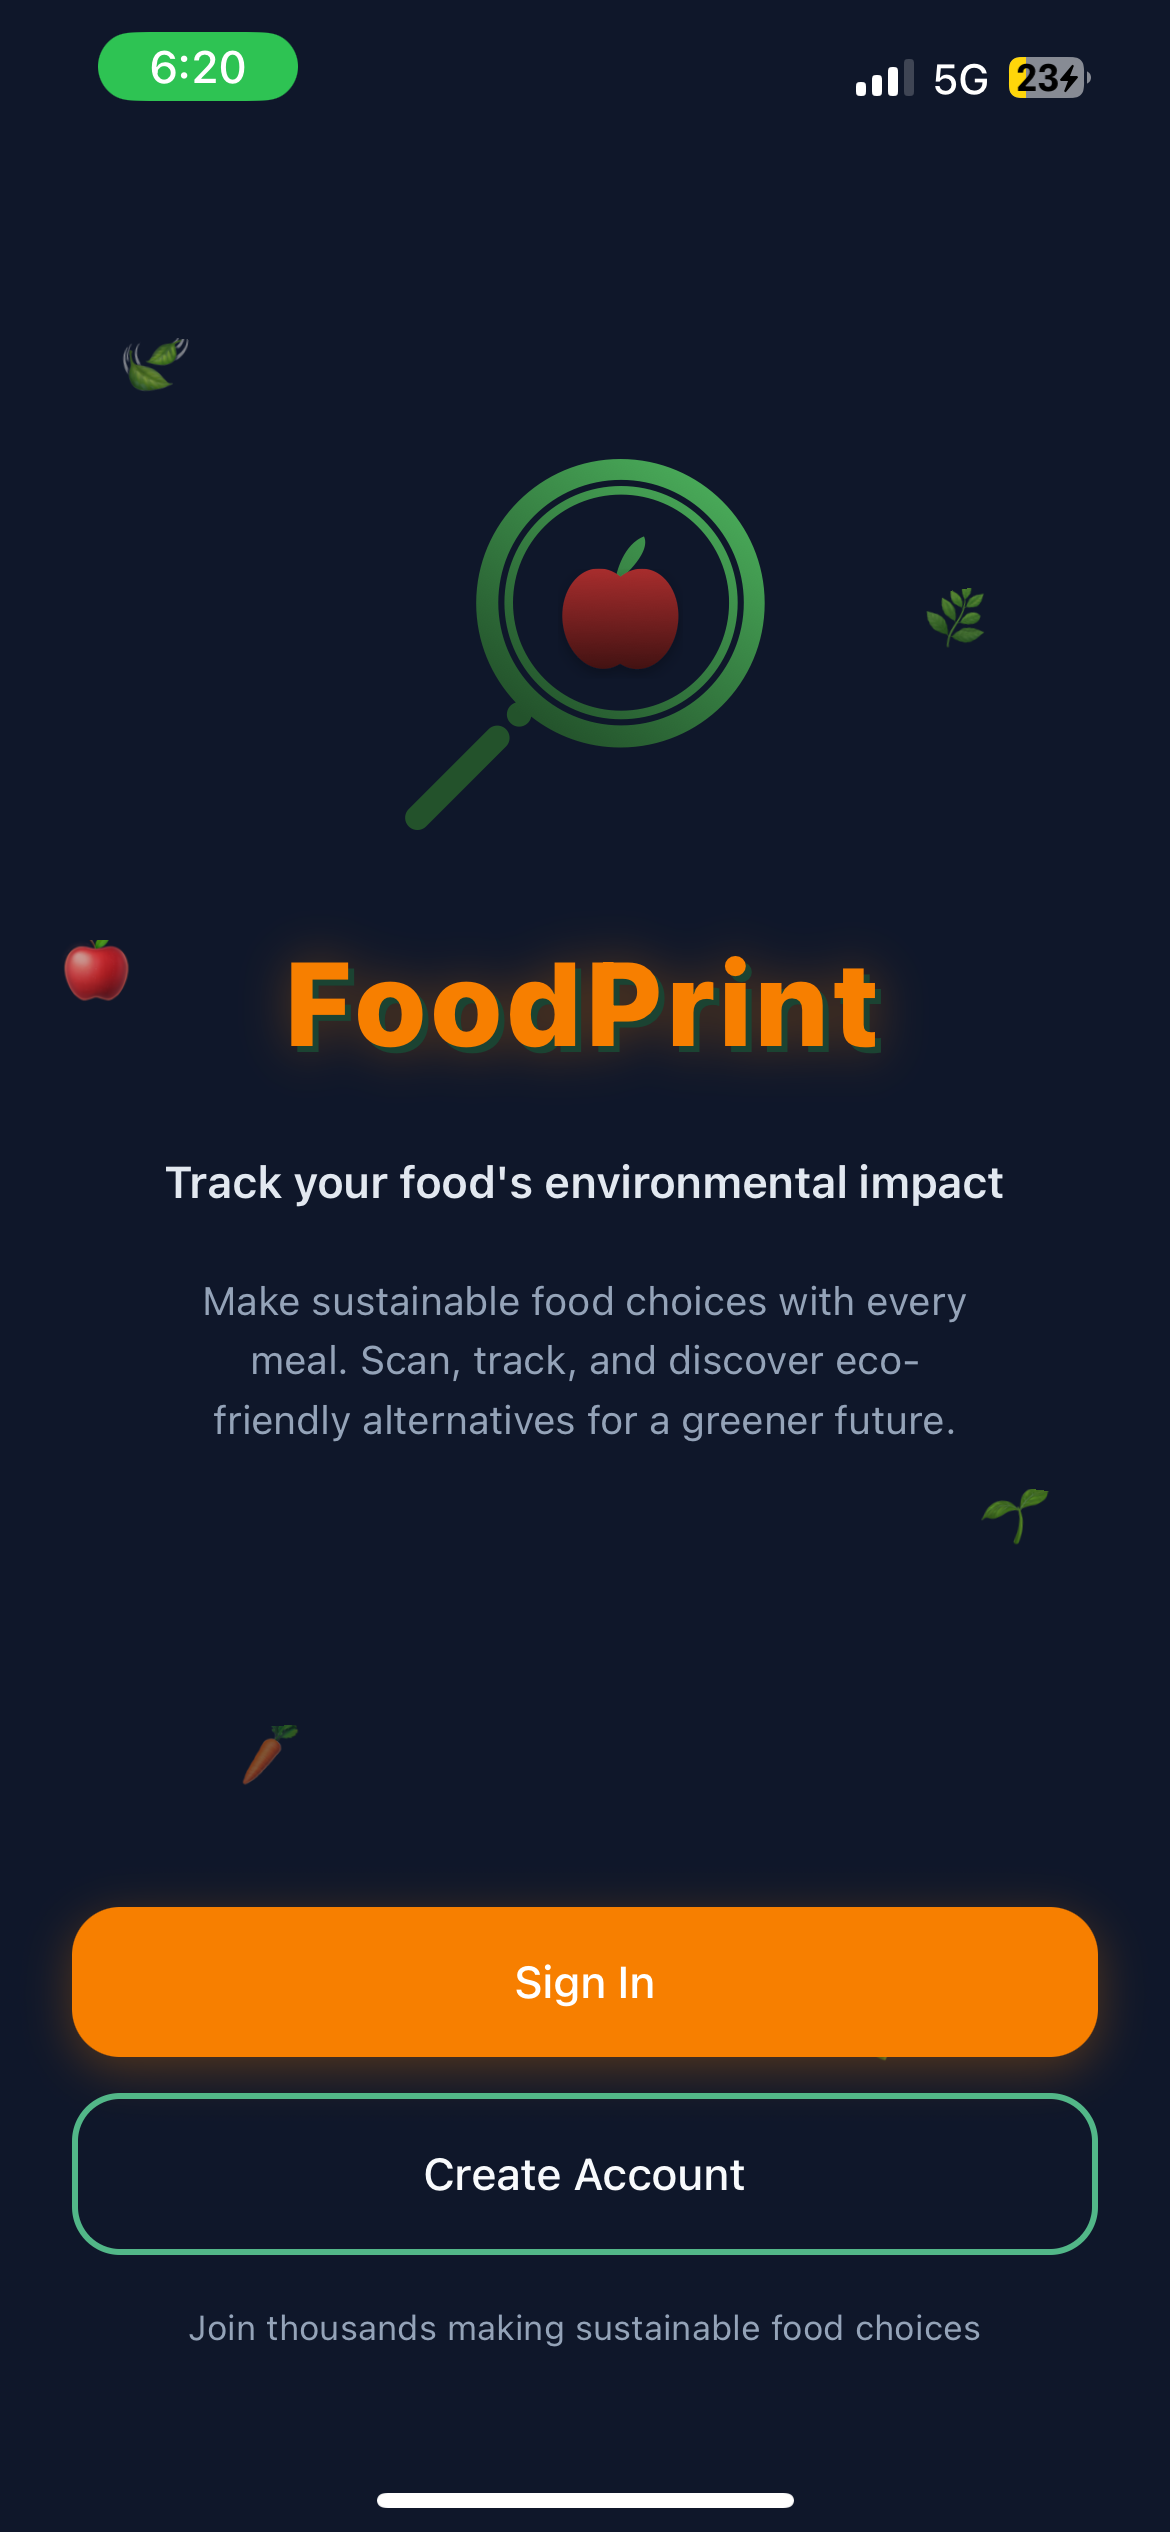 6:20
5G
23
FoodPrint
Track your food's environmental impact
Make sustainable food choices with every
meal. Scan, track, and discover eco-
friendly alternatives for a greener future.
Sign In
Create Account
Join thousands making sustainable food choices